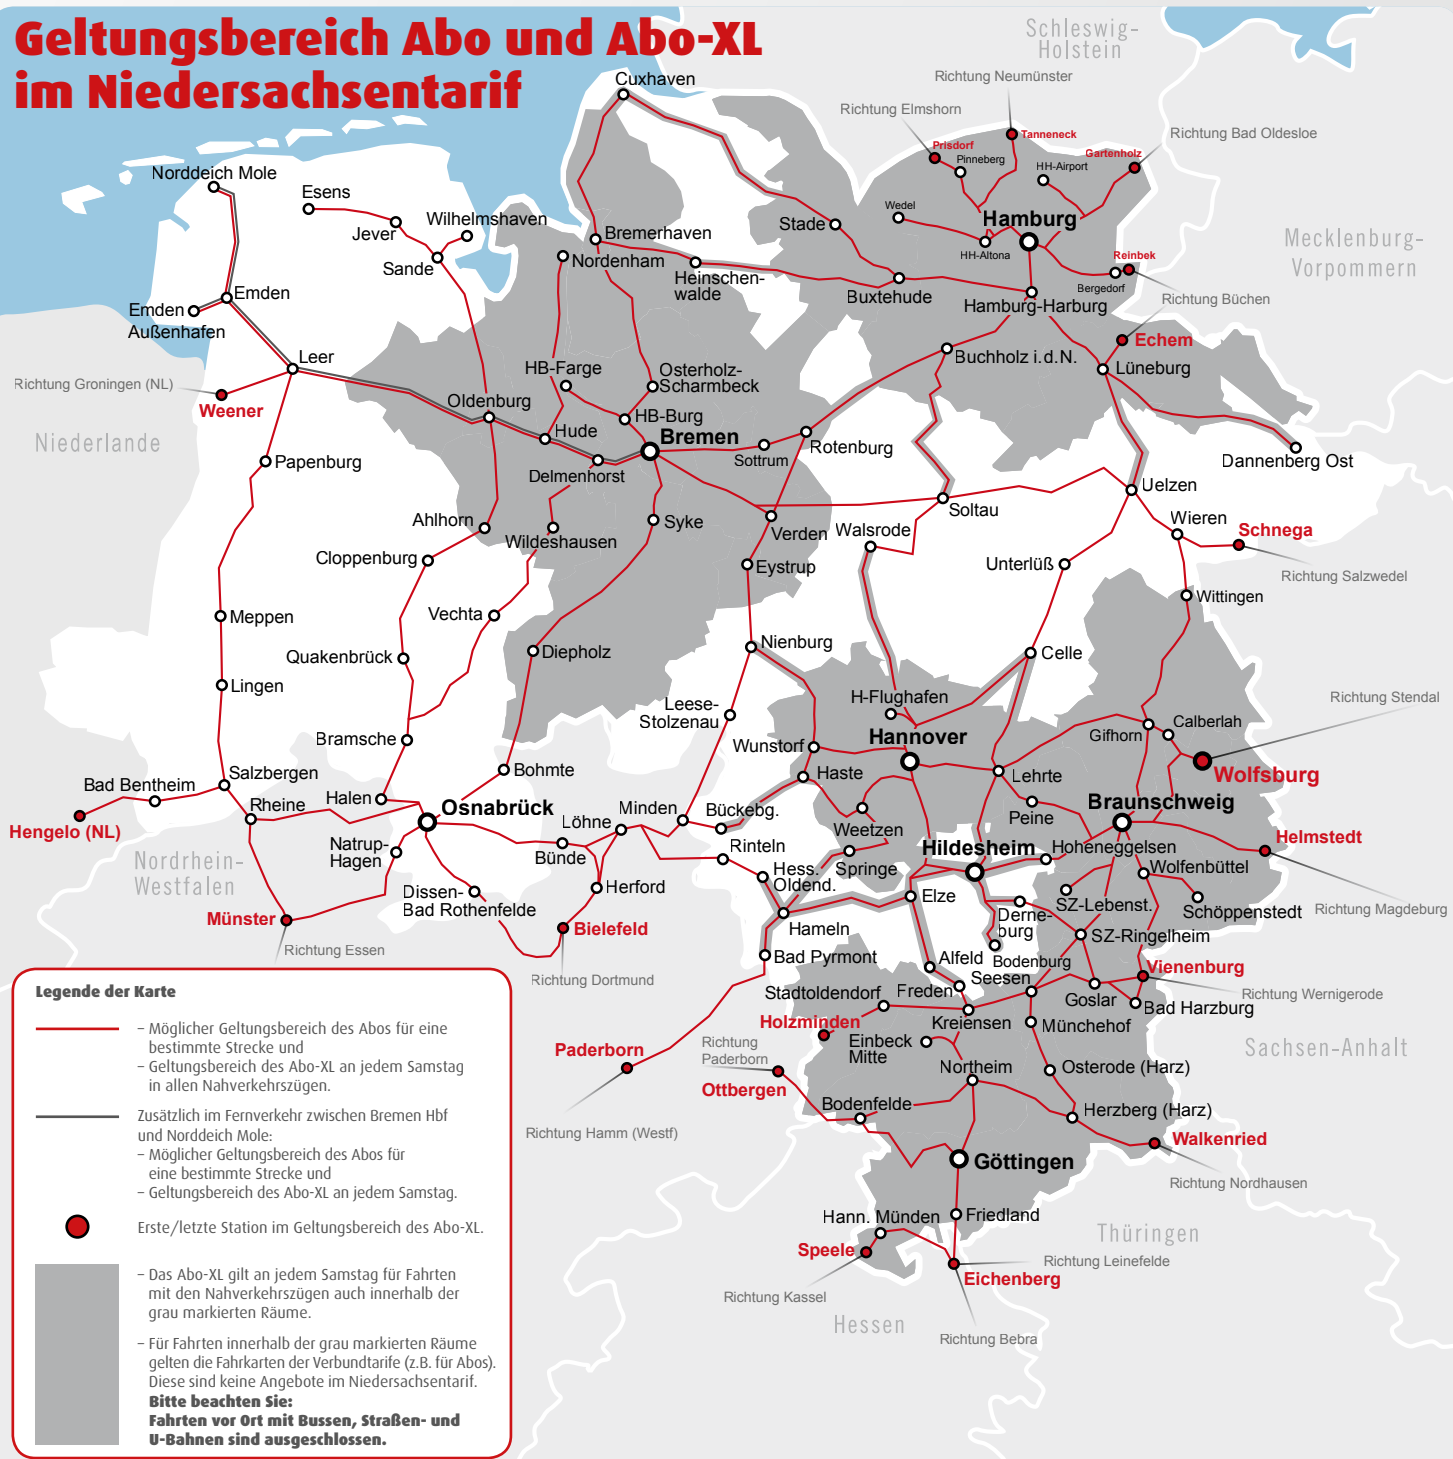 Geltungsbereich Abo und Abo-XL
im Niedersachsentarif
Schleswig-
Holstein
Richtung Neumünster
Cuxhaven
Richtung Elmshorn
Tanneneck
Richtung Bad Oldesloe
Prisdorf
Pinneberg
Gartenholz
HH-Airport
Norddeich Mole
Esens
Wedel
Wilhelmshaven
Jever
Stade
Hamburg
Bremerhaven
Mecklenburg-
Vorpommern
Sande
Nordenham
HH-Altona
Reinbek
Heinschen-
walde
Bergedorf
Emden
Buxtehude
Richtung Büchen
Emden
Außenhafen
Hamburg-Harburg
Echem
Leer
Buchholz i.d.N.
Lüneburg
HB-Farge
Osterholz-
Scharmbeck
Richtung Groningen (NL)
Weener
Oldenburg
HB-Burg
Niederlande
Hude
Bremen
Rotenburg
Sottrum
Dannenberg Ost
Papenburg
Delmenhorst
Uelzen
Soltau
Ahlhorn
Syke
Wieren
Schnega
Wildeshausen
Verden
Walsrode
Cloppenburg
Eystrup
Unterlüß
Richtung Salzwedel
Wittingen
Meppen
Vechta
Nienburg
Diepholz
Celle
Quakenbrück
Lingen
H-Flughafen
Richtung Stendal
Leese-
Stolzenau
Calberlah
Bramsche
Wunstorf
Hannover
Gifhorn
Salzbergen
Bohmte
Haste
Lehrte
Wolfsburg
Bad Bentheim
Rheine
Halen
Osnabrück
Minden
Bückebg.
Braunschweig
Peine
Hengelo (NL)
Löhne
Weetzen
Helmstedt
Natrup-
Hagen
Bünde
Rinteln
Hildesheim
Hoheneggelsen
Nordrhein-
Westfalen
Springe
Wolfenbüttel
Hess.
Oldend.
Herford
Dissen-
Bad Rothenfelde
Elze
SZ-Lebenst.
Schöppenstedt
Richtung Magdeburg
Münster
Derne-
burg
Bielefeld
Hameln
SZ-Ringelheim
Richtung Essen
Bad Pyrmont
Alfeld
Bodenburg
Vienenburg
Richtung Dortmund
Seesen
Stadtoldendorf
Freden
Goslar
Richtung Wernigerode
Bad Harzburg
Holzminden
Kreiensen
Münchehof
Einbeck
Mitte
Richtung
Paderborn
Sachsen-Anhalt
Paderborn
Northeim
Osterode (Harz)
Ottbergen
Bodenfelde
Herzberg (Harz)
Richtung Hamm (Westf)
Walkenried
Göttingen
Richtung Nordhausen
Hann. Münden
Friedland
Thüringen
Speele
Richtung Leinefelde
Eichenberg
Richtung Kassel
Hessen
Richtung Bebra
Legende der Karte
– Möglicher Geltungsbereich des Abos für eine
bestimmte Strecke und
– Geltungsbereich des Abo-XL an jedem Samstag
in allen Nahverkehrszügen.
Zusätzlich im Fernverkehr zwischen Bremen Hbf
und Norddeich Mole:
– Möglicher Geltungsbereich des Abos für
eine bestimmte Strecke und
– Geltungsbereich des Abo-XL an jedem Samstag.
Erste/letzte Station im Geltungsbereich des Abo-XL.
– Das Abo-XL gilt an jedem Samstag für Fahrten
mit den Nahverkehrszügen auch innerhalb der
grau markierten Räume.
– Für Fahrten innerhalb der grau markierten Räume
gelten die Fahrkarten der Verbundtarife (z.B. für Abos).
Diese sind keine Angebote im Niedersachsentarif.
Bitte beachten Sie:
Fahrten vor Ort mit Bussen, Straßen- und
U-Bahnen sind ausgeschlossen.